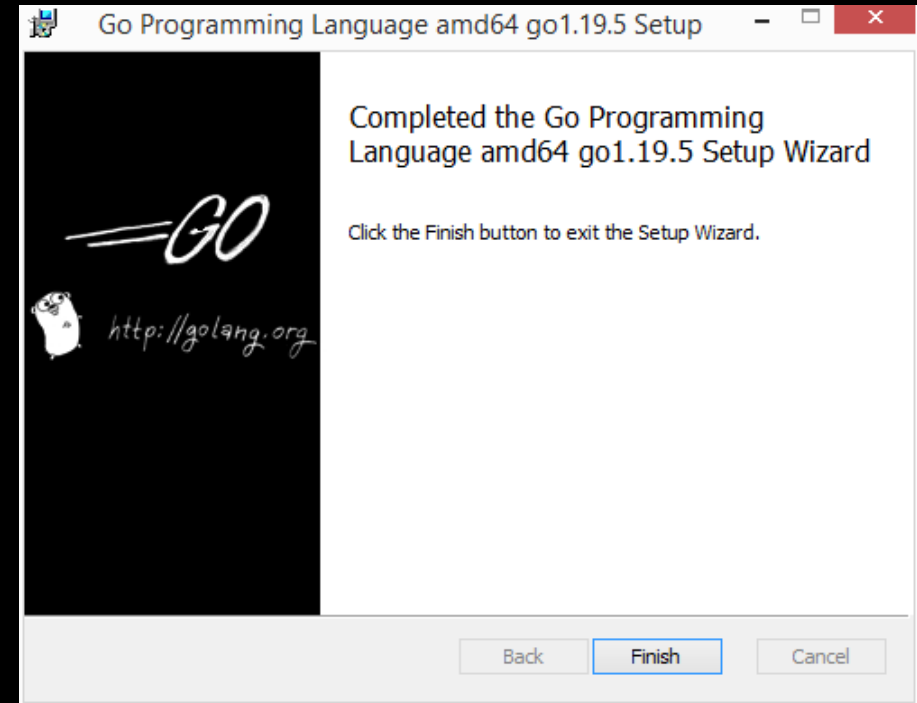 Go Programming Language amd64 go1.19.5 Setup
Completed the Go Programming
Language amd64 go1.19.5 Setup Wizard
Click the Finish button to exit the Setup Wizard.
GO
http://golang.org
Back
Finish
Cancel